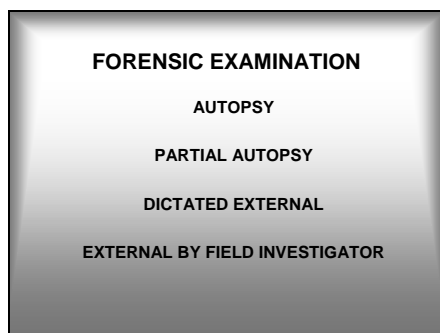 FORENSIC EXAMINATION
AUTOPSY
PARTIAL AUTOPSY
DICTATED EXTERNAL
EXTERNAL BY FIELD INVESTIGATOR